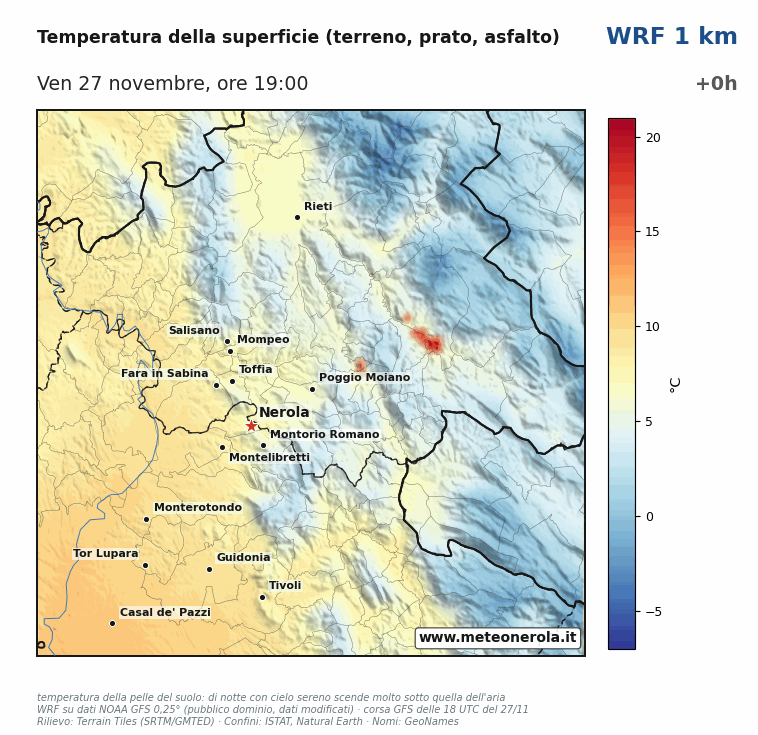 Temperatura della superficie (terreno, prato, asfalto)
WRF 1 km
Ven 27 novembre, ore 19:00
+0h
Rieti
Salisano
Mompeo
Toffia
Fara in Sabina
Poggio Moiano
Nerola
Montorio Romano
Montelibretti
Monterotondo
Tor Lupara
Guidonia
Tivoli
Casal de' Pazzi
www.meteonerola.it
20
15
10
5
0
−5
°C
temperatura della pelle del suolo: di notte con cielo sereno scende molto sotto quella dell'aria
WRF su dati NOAA GFS 0,25° (pubblico dominio, dati modificati) · corsa GFS delle 18 UTC del 27/11
Rilievo: Terrain Tiles (SRTM/GMTED) · Confini: ISTAT, Natural Earth · Nomi: GeoNames